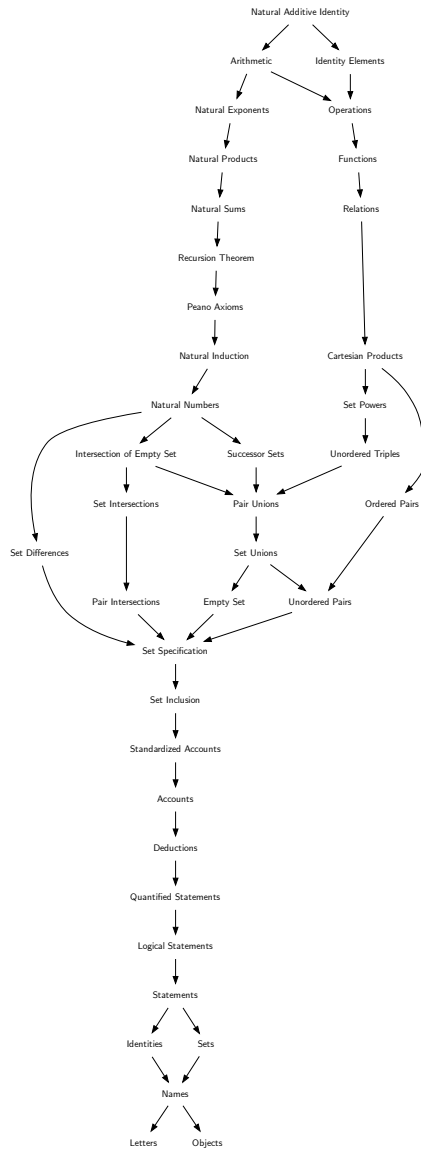 Natural Additive Identity
Arithmetic
Identity Elements
Natural Exponents
Operations
Natural Products
Functions
Natural Sums
Relations
Recursion Theorem
Peano Axioms
Natural Induction
Cartesian Products
Natural Numbers
Set Powers
Intersection of Empty Set
Successor Sets
Unordered Triples
Set Intersections
Pair Unions
Ordered Pairs
Set Differences
Set Unions
Pair Intersections
Empty Set
Unordered Pairs
Set Specification
Set Inclusion
Standardized Accounts
Accounts
Deductions
Quantified Statements
Logical Statements
Statements
Identities
Sets
Names
Letters
Objects